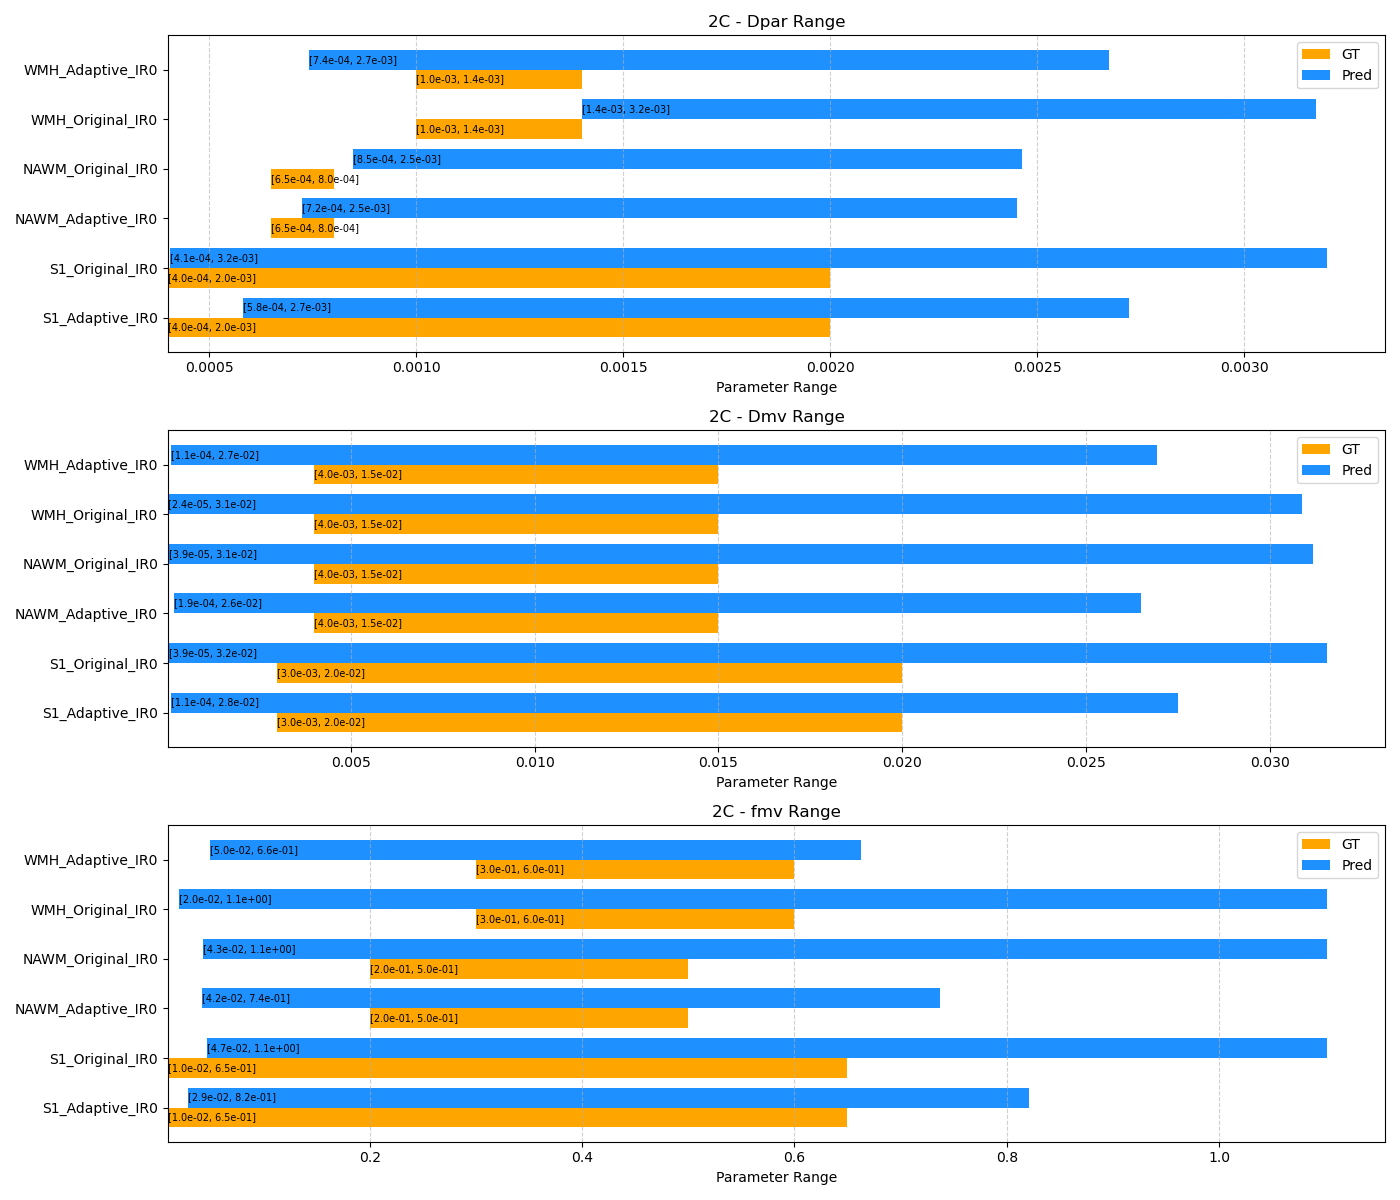 2C - Dpar Range
GT
Pred
WMH_Adaptive_IR0
[7.4e-04, 2.7e-03]
[1.0e-03, 1.4e-03]
WMH_Original_IR0
[1.4e-03, 3.2e-03]
[1.0e-03, 1.4e-03]
NAWM_Original_IR0
[8.5e-04, 2.5e-03]
[6.5e-04, 8.0e-04]
NAWM_Adaptive_IR0
[7.2e-04, 2.5e-03]
[6.5e-04, 8.0e-04]
S1_Original_IR0
[4.1e-04, 3.2e-03]
[4.0e-04, 2.0e-03]
S1_Adaptive_IR0
[5.8e-04, 2.7e-03]
[4.0e-04, 2.0e-03]
0.0005 0.0010 0.0015 0.0020 0.0025 0.0030
Parameter Range
2C - Dmv Range
GT
Pred
WMH_Adaptive_IR0
[1.1e-04, 2.7e-02]
[4.0e-03, 1.5e-02]
WMH_Original_IR0
[2.4e-05, 3.1e-02]
[4.0e-03, 1.5e-02]
NAWM_Original_IR0
[3.9e-05, 3.1e-02]
[4.0e-03, 1.5e-02]
NAWM_Adaptive_IR0
[1.9e-04, 2.6e-02]
[4.0e-03, 1.5e-02]
S1_Original_IR0
[3.9e-05, 3.2e-02]
[3.0e-03, 2.0e-02]
S1_Adaptive_IR0
[1.1e-04, 2.8e-02]
[3.0e-03, 2.0e-02]
0.005 0.010 0.015 0.020 0.025 0.030
Parameter Range
2C - fmv Range
GT
Pred
WMH_Adaptive_IR0
[5.0e-02, 6.6e-01]
[3.0e-01, 6.0e-01]
WMH_Original_IR0
[2.0e-02, 1.1e+00]
[3.0e-01, 6.0e-01]
NAWM_Original_IR0
[4.3e-02, 1.1e+00]
[2.0e-01, 5.0e-01]
NAWM_Adaptive_IR0
[4.2e-02, 7.4e-01]
[2.0e-01, 5.0e-01]
S1_Original_IR0
[4.7e-02, 1.1e+00]
[1.0e-02, 6.5e-01]
S1_Adaptive_IR0
[2.9e-02, 8.2e-01]
[1.0e-02, 6.5e-01]
0.2 0.4 0.6 0.8 1.0
Parameter Range